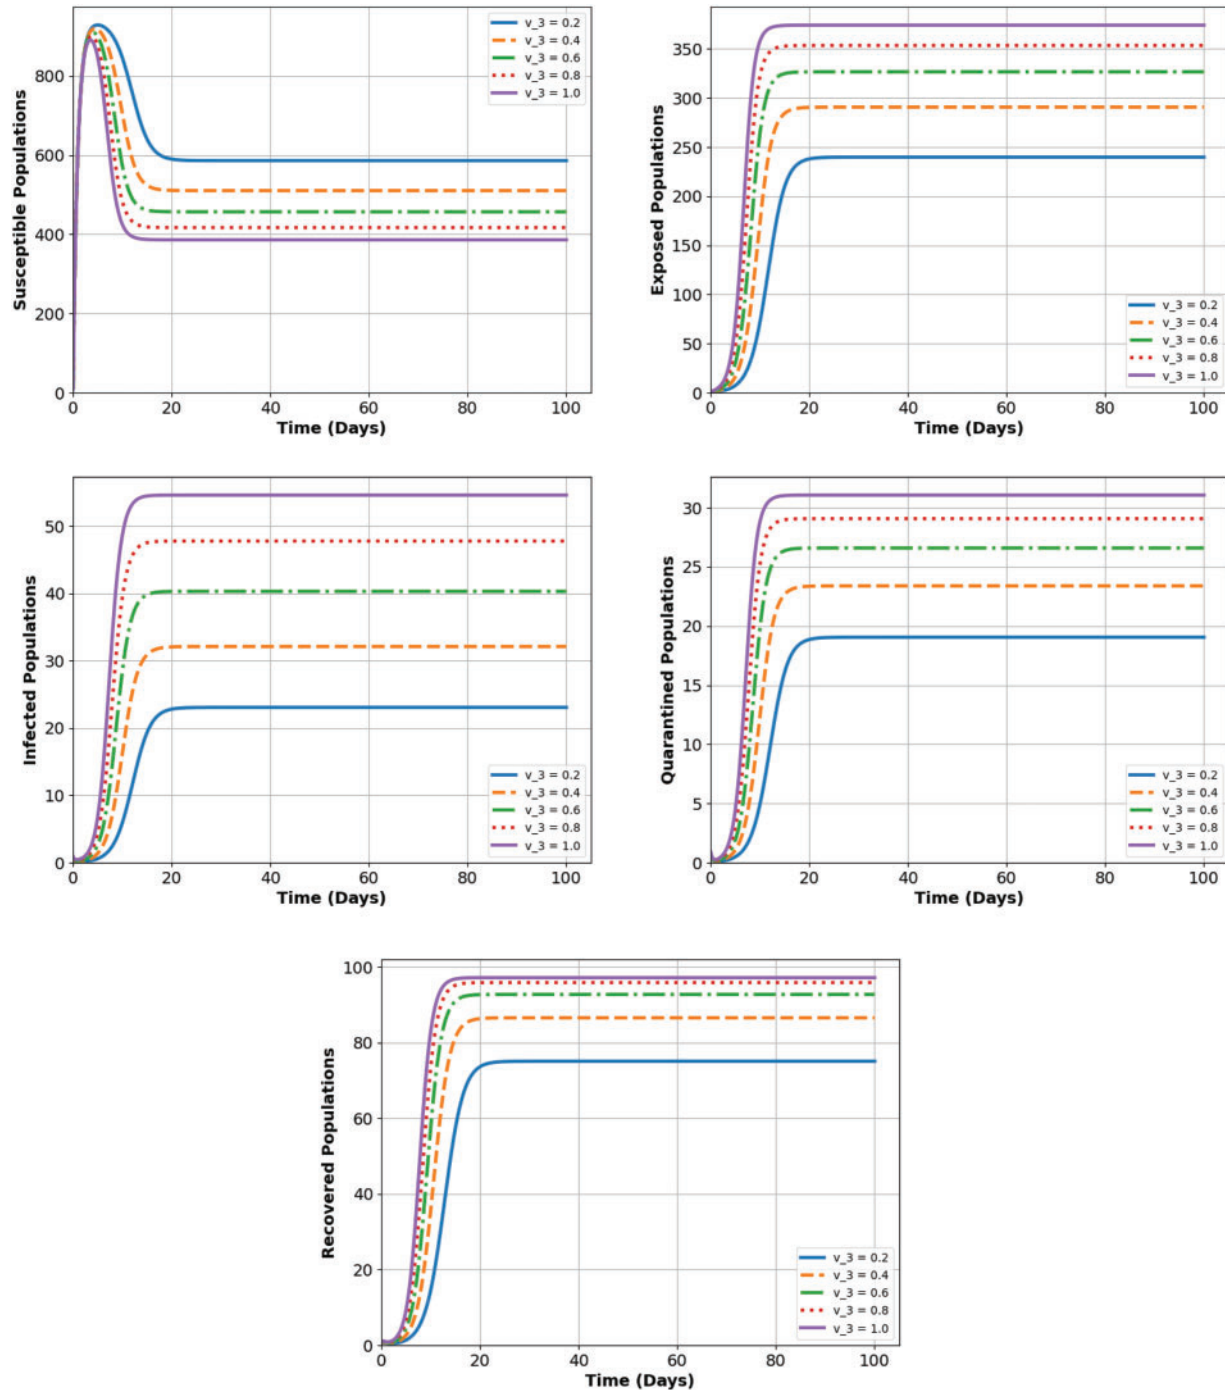 Susceptible Populations
800
600
400
200
0
0 20 40 60 80 100
Time (Days)
v_3 = 0.2
v_3 = 0.4
v_3 = 0.6
v_3 = 0.8
v_3 = 1.0
Exposed Populations
350
300
250
200
150
100
50
0
0 20 40 60 80 100
Time (Days)
v_3 = 0.2
v_3 = 0.4
v_3 = 0.6
v_3 = 0.8
v_3 = 1.0
Infected Populations
50
40
30
20
10
0
0 20 40 60 80 100
Time (Days)
v_3 = 0.2
v_3 = 0.4
v_3 = 0.6
v_3 = 0.8
v_3 = 1.0
Quarantined Populations
30
25
20
15
10
5
0
0 20 40 60 80 100
Time (Days)
v_3 = 0.2
v_3 = 0.4
v_3 = 0.6
v_3 = 0.8
v_3 = 1.0
Recovered Populations
100
80
60
40
20
0
0 20 40 60 80 100
Time (Days)
v_3 = 0.2
v_3 = 0.4
v_3 = 0.6
v_3 = 0.8
v_3 = 1.0